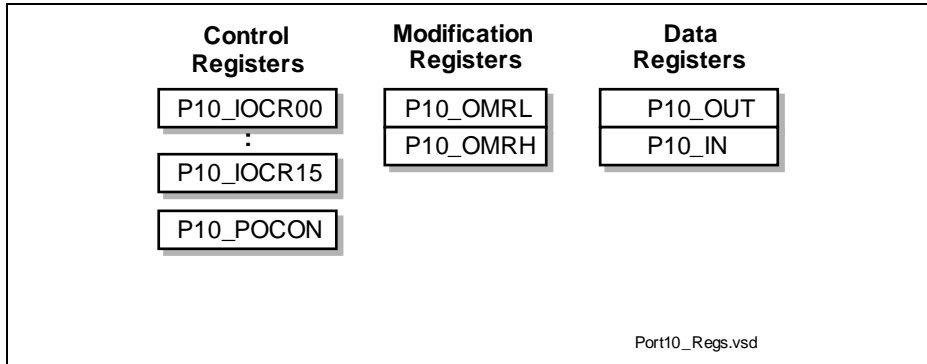 Control
Registers
P10_IOCR00
:
P10_IOCR15
P10_POCON
Modification
Registers
P10_OMRL
P10_OMRH
Data
Registers
P10_OUT
P10_IN
Port10_Regs.vsd